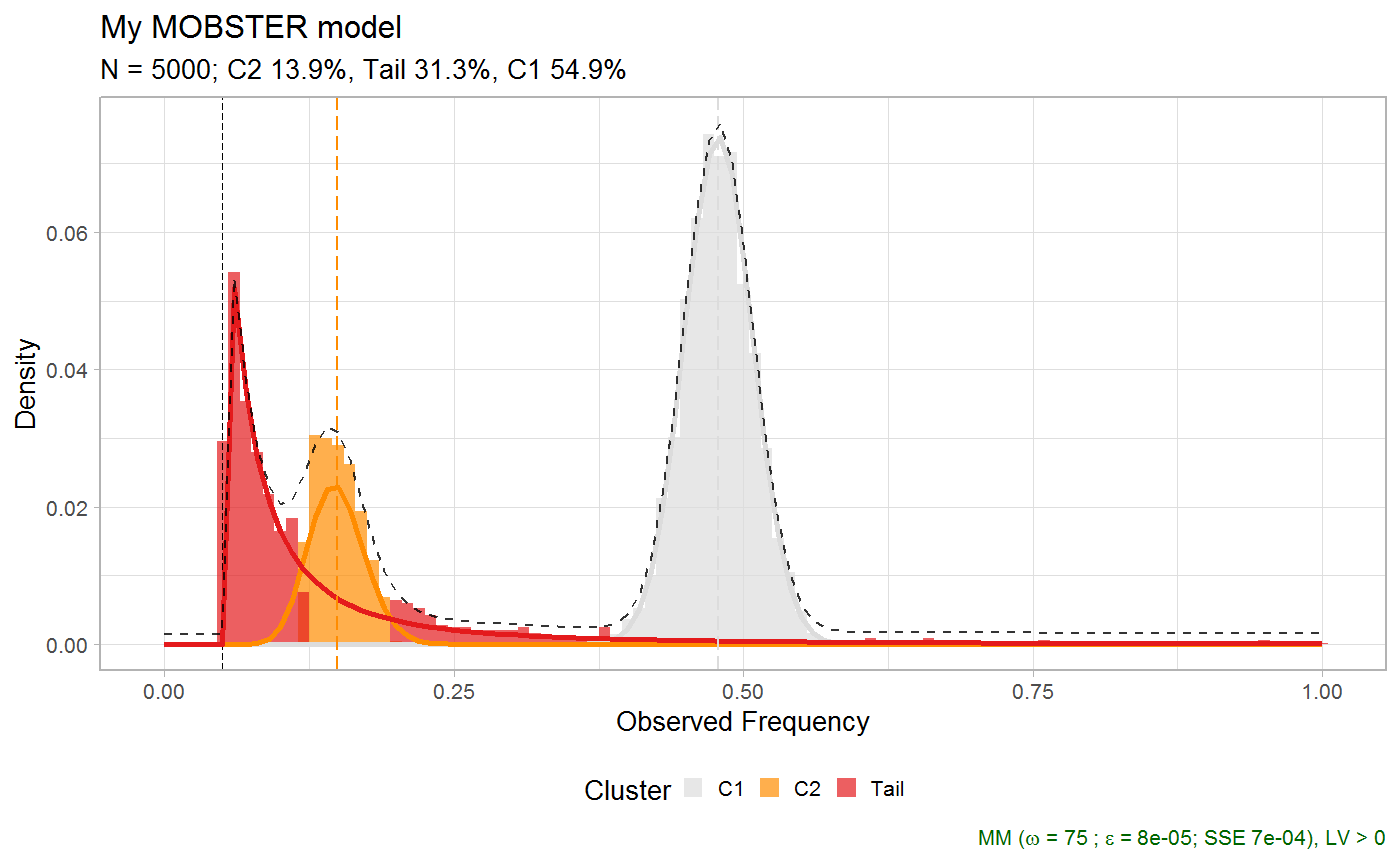 My MOBSTER model
N = 5000; C2 13.9%, Tail 31.3%, C1 54.9%
Density
0.06
0.04
0.02
0.00
0.00 0.25 0.50 0.75 1.00
Observed Frequency
Cluster C1 C2 Tail
MM (ω = 75 ; ε = 8e-05; SSE 7e-04), LV > 0